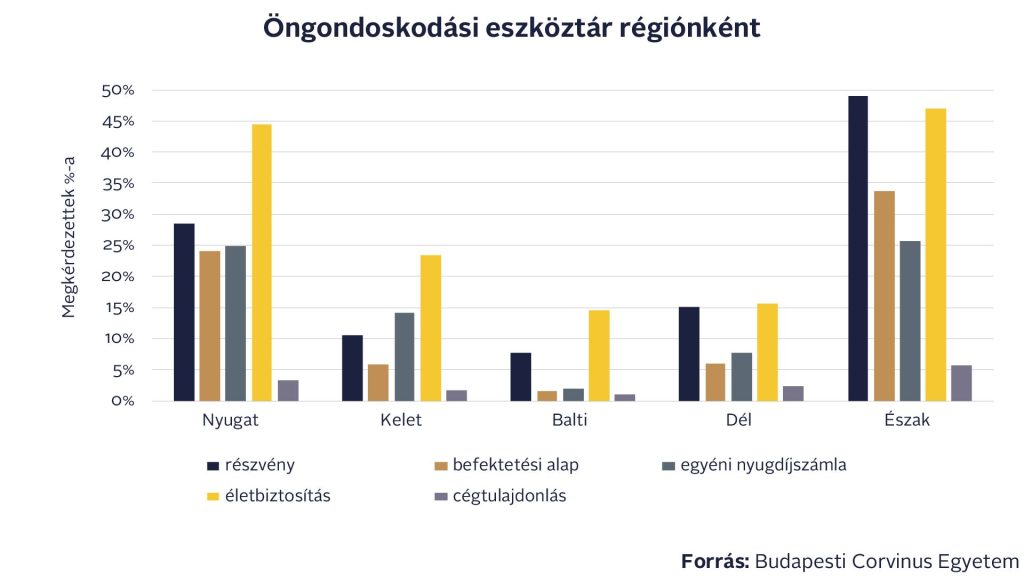 Öngondoskodási eszköztár régiónként
Megkérdezettek %-a
50%
45%
40%
35%
30%
25%
20%
15%
10%
5%
0%
Nyugat Kelet Balti Dél Észak
részvény befektetési alap egyéni nyugdíjszámla
életbiztosítás cégtulajdonlás
Forrás: Budapesti Corvinus Egyetem